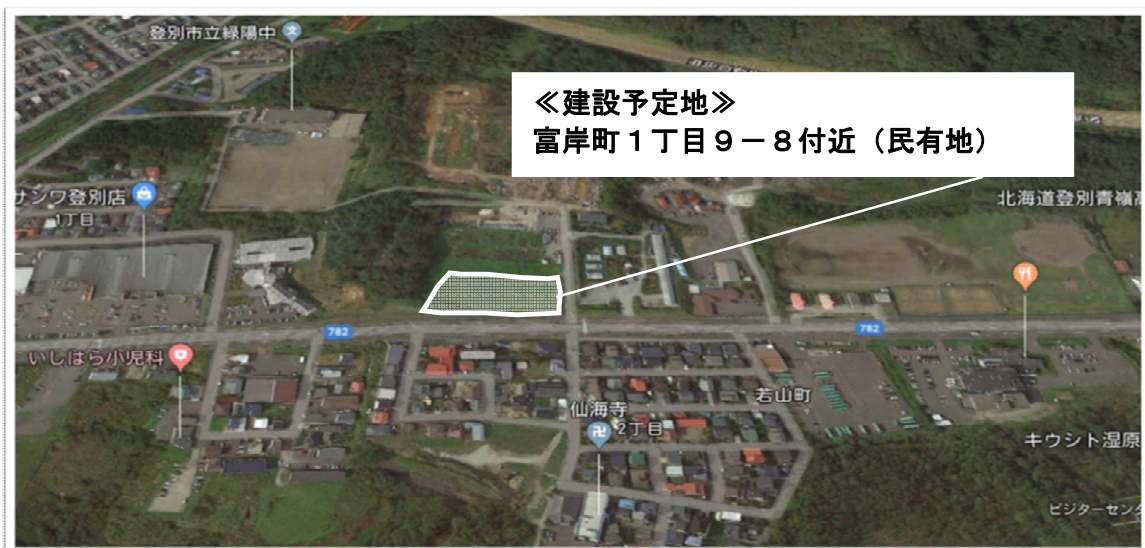 登別市立緑陽中
≪建設予定地≫
富岸町１丁目９－８付近（民有地）
サンワ登別店
1丁目
北海道登別青嶺高
782
782
いしはら小児科
若山町
仙海寺
2丁目
キウシト湿原
ビジターセンタ